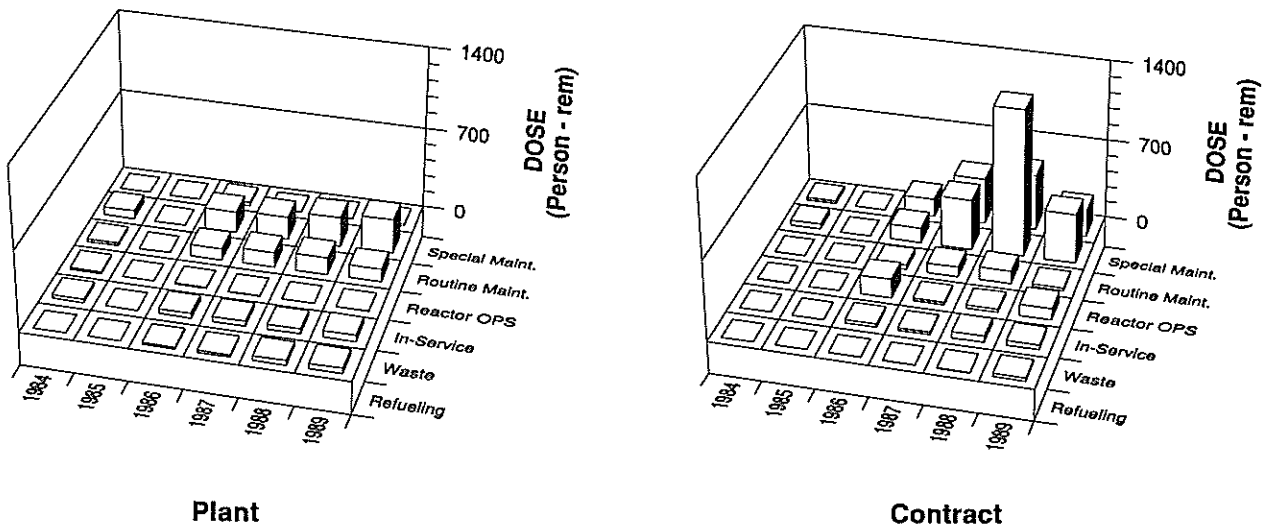 1400
700
0
DOSE
(Person - rem)
Special Maint.
Routine Maint.
Reactor OPS
In-Service
Waste
Refueling
1984
1985
1986
1987
1988
1989
Plant
1400
700
0
DOSE
(Person - rem)
Special Maint.
Routine Maint.
Reactor OPS
In-Service
Waste
Refueling
1984
1985
1986
1987
1988
1989
Contract